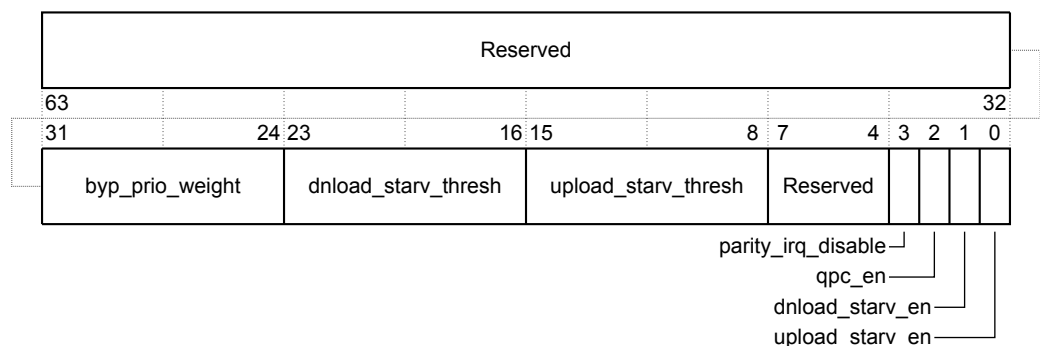 Reserved
63 32
31 24 23 16 15 8 7 4 3 2 1 0
byp_prio_weight dnload_starv_thresh upload_starv_thresh Reserved
parity_irq_disable
qpc_en
dnload_starv_en
upload_starv_en